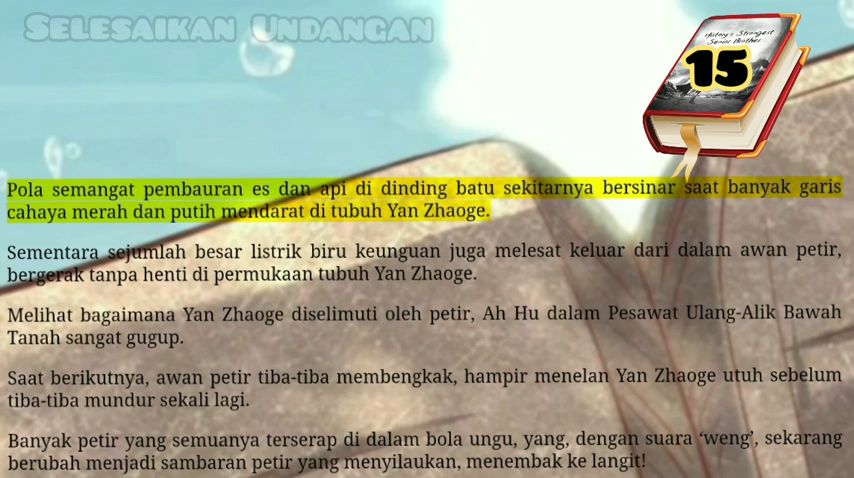 Selesaikan Undangan
History's Strongest
Senior Brother
15
Pola semangat pembauran es dan api di dinding batu sekitarnya bersinar saat banyak garis
cahaya merah dan putih mendarat di tubuh Yan Zhaoge.
Sementara sejumlah besar listrik biru keunguan juga melesat keluar dari dalam awan petir,
bergerak tanpa henti di permukaan tubuh Yan Zhaoge.
Melihat bagaimana Yan Zhaoge diselimuti oleh petir, Ah Hu dalam Pesawat Ulang-Alik Bawah
Tanah sangat gugup.
Saat berikutnya, awan petir tiba-tiba membengkak, hampir menelan Yan Zhaoge utuh sebelum
tiba-tiba mundur sekali lagi.
Banyak petir yang semuanya terserap di dalam bola ungu, yang, dengan suara ‘weng’, sekarang
berubah menjadi sambaran petir yang menyilaukan, menembak ke langit!